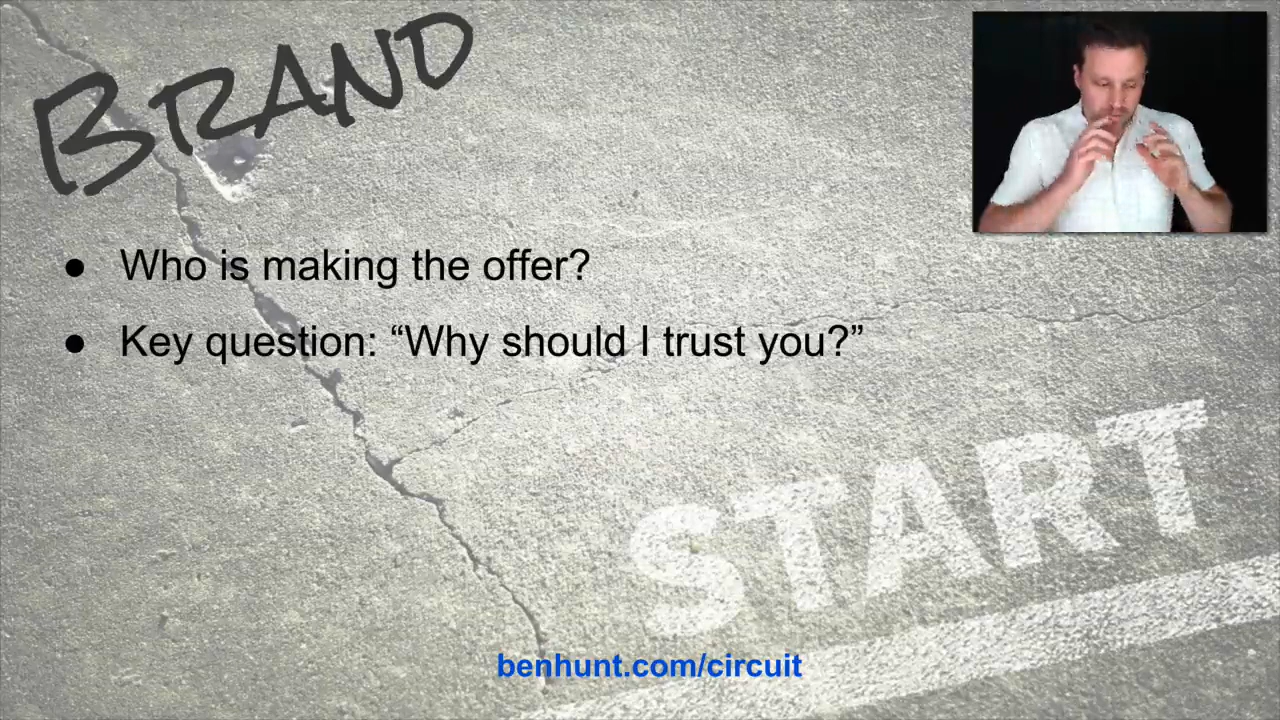 BRAND
● Who is making the offer?
● Key question: “Why should I trust you?”
START
benhunt.com/circuit